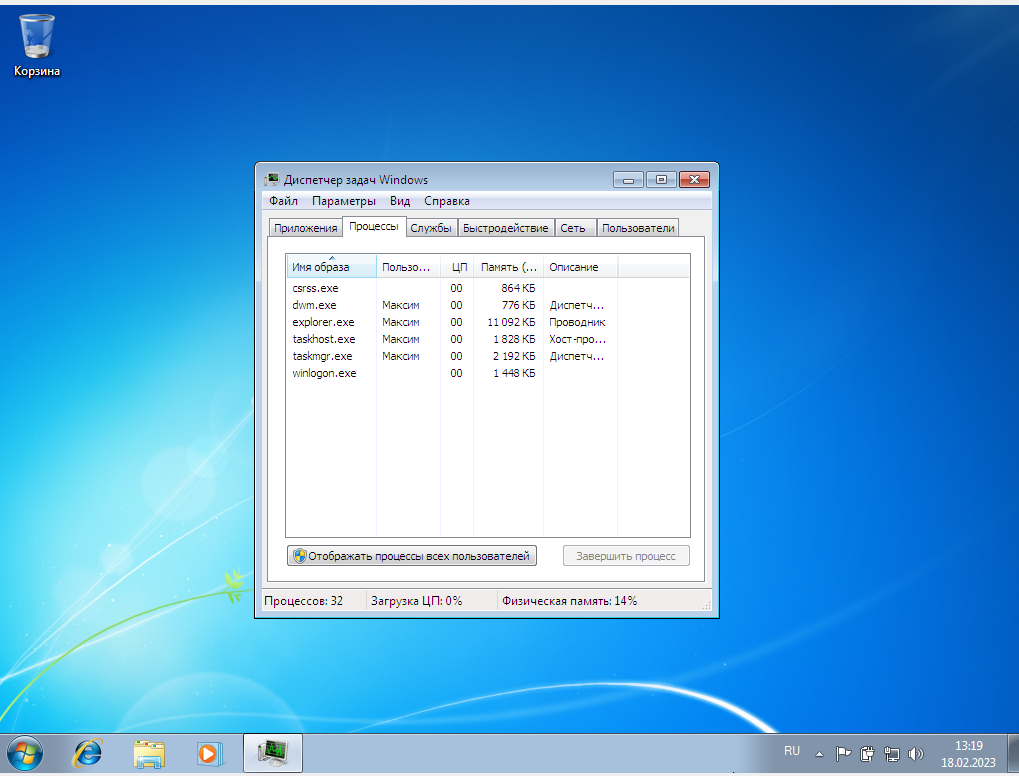 Корзина
Диспетчер задач Windows
Файл Параметры Вид Справка
Приложения Процессы Службы Быстродействие Сеть Пользователи
Имя образа Пользо... ЦП Память (... Описание
csrss.exe 00 864 КБ
dwm.exe Максим 00 776 КБ Диспетч...
explorer.exe Максим 00 11 092 КБ Проводник
taskhost.exe Максим 00 1 828 КБ Хост-про...
taskmgr.exe Максим 00 2 192 КБ Диспетч...
winlogon.exe 00 1 448 КБ
Отображать процессы всех пользователей Завершить процесс
Процессов: 32 Загрузка ЦП: 0% Физическая память: 14%
RU 13:19
18.02.2023